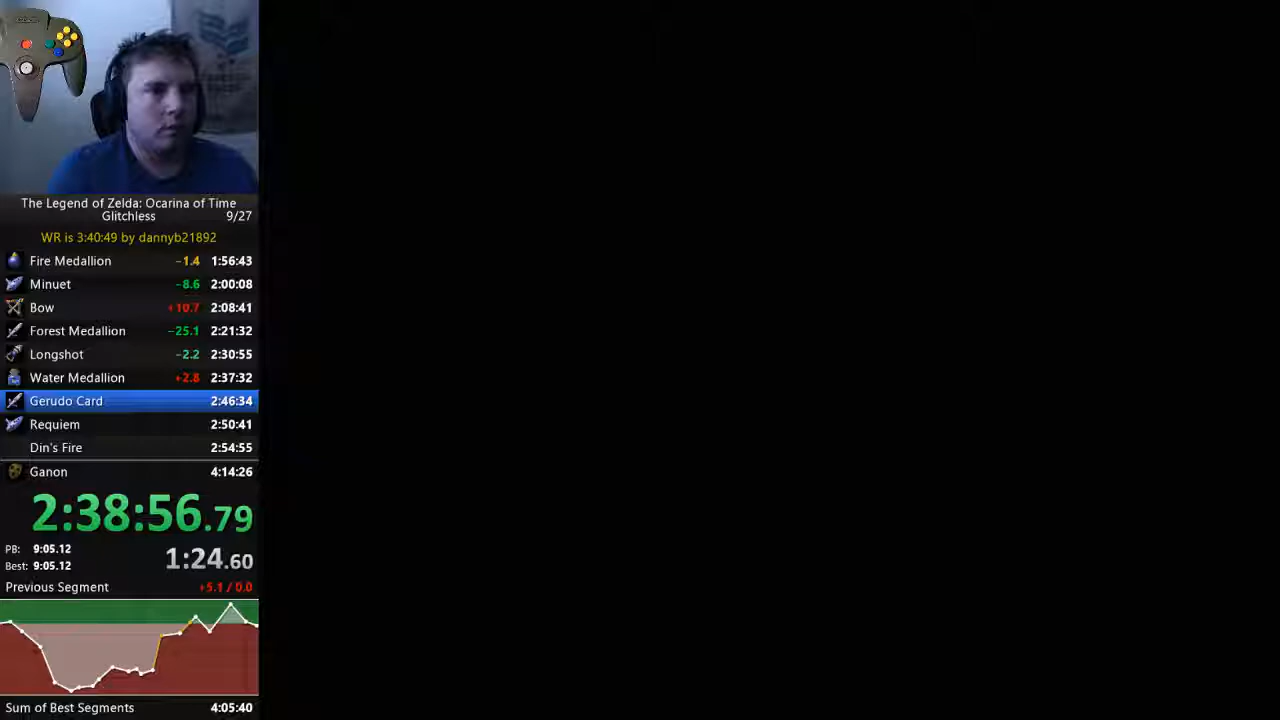 The Legend of Zelda: Ocarina of Time
Glitchless 9/27
WR is 3:40:49 by dannyb21892
Fire Medallion -1.4 1:56:43
Minuet -8.6 2:00:08
Bow +10.7 2:08:41
Forest Medallion -25.1 2:21:32
Longshot -2.2 2:30:55
Water Medallion +2.8 2:37:32
Gerudo Card 2:46:34
Requiem 2:50:41
Din's Fire 2:54:55
Ganon 4:14:26
2:38:56.79
PB: 9:05.12
Best: 9:05.12
1:24.60
Previous Segment +5.1 / 0.0
Sum of Best Segments 4:05:40